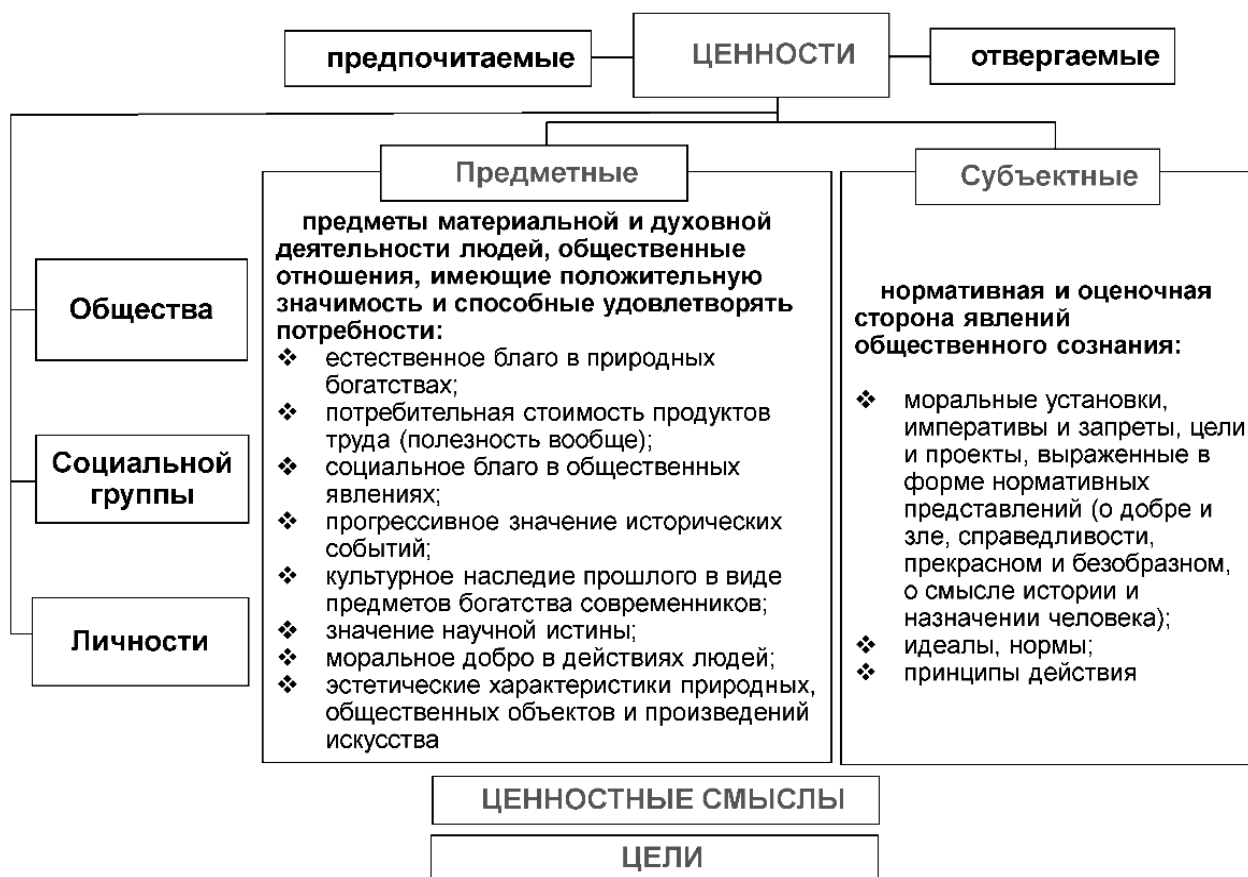 ЦЕННОСТИ
предпочитаемые
отвергаемые
Предметные
Субъектные
Общества
Социальной
группы
Личности
предметы материальной и духовной
деятельности людей, общественные
отношения, имеющие положительную
значимость и способные удовлетворять
потребности:
❖ естественное благо в природных
богатствах;
❖ потребительная стоимость продуктов
труда (полезность вообще);
❖ социальное благо в общественных
явлениях;
❖ прогрессивное значение исторических
событий;
❖ культурное наследие прошлого в виде
предметов богатства современников;
❖ значение научной истины;
❖ моральное добро в действиях людей;
❖ эстетические характеристики природных,
общественных объектов и произведений
искусства
нормативная и оценочная
сторона явлений
общественного сознания:
❖ моральные установки,
императивы и запреты, цели
и проекты, выраженные в
форме нормативных
представлений (о добре и
зле, справедливости,
прекрасном и безобразном,
о смысле истории и
назначении человека);
❖ идеалы, нормы;
❖ принципы действия
ЦЕННОСТНЫЕ СМЫСЛЫ
ЦЕЛИ